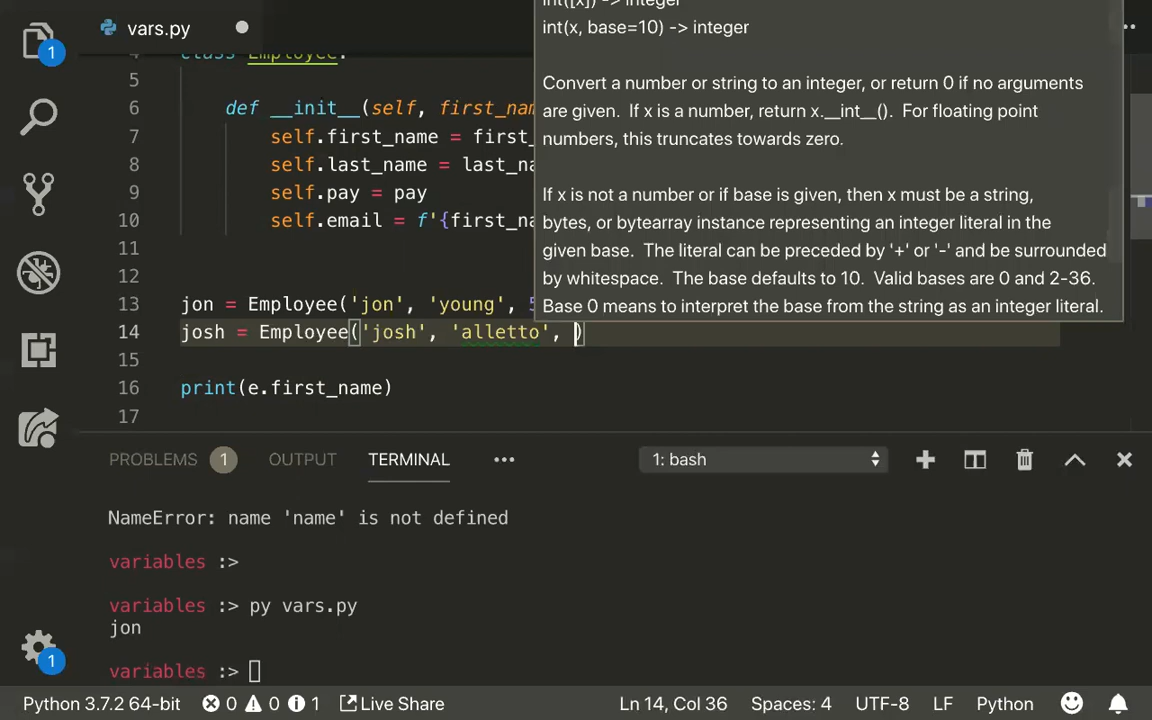 int([x]) -> integer
vars.py
int(x, base=10) -> integer
1
4 class Employee:
5
Convert a number or string to an integer, or return 0 if no arguments
6 def __init__(self, first_nam
are given. If x is a number, return x.__int__(). For floating point
7 self.first_name = first_
numbers, this truncates towards zero.
8 self.last_name = last_na
9 self.pay = pay
If x is not a number or if base is given, then x must be a string,
10 self.email = f'{first_na
bytes, or bytearray instance representing an integer literal in the
11
given base. The literal can be preceded by '+' or '-' and be surrounded
12
by whitespace. The base defaults to 10. Valid bases are 0 and 2-36.
13 jon = Employee('jon', 'young', 5
Base 0 means to interpret the base from the string as an integer literal.
14 josh = Employee('josh', 'alletto', )
15
16 print(e.first_name)
17
PROBLEMS 1 OUTPUT TERMINAL ••• 1: bash
NameError: name 'name' is not defined
variables :>
variables :> py vars.py
jon
variables :>
1
Python 3.7.2 64-bit 0 0 1 Live Share Ln 14, Col 36 Spaces: 4 UTF-8 LF Python